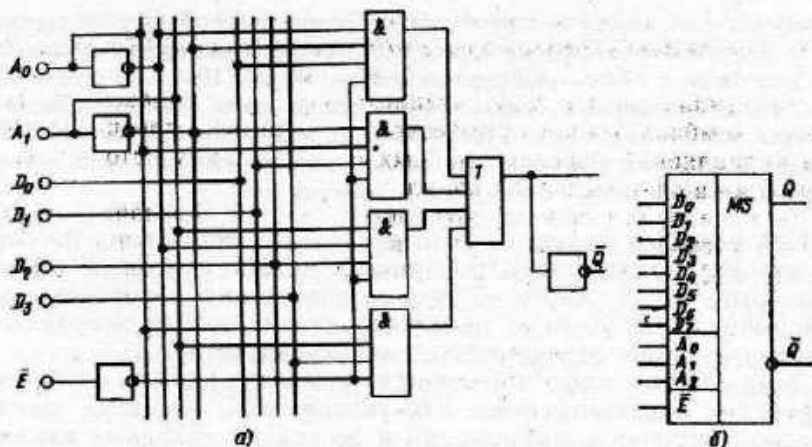 A₀
A₁
D₀
D₁
D₂
D₃
Ē
&
&
&
&
1
Q̄
а)
D₀
D₁
D₂
D₃
D₄
D₅
D₆
D₇
A₀
A₁
A₂
Ē
MS
Q
Q̄
б)